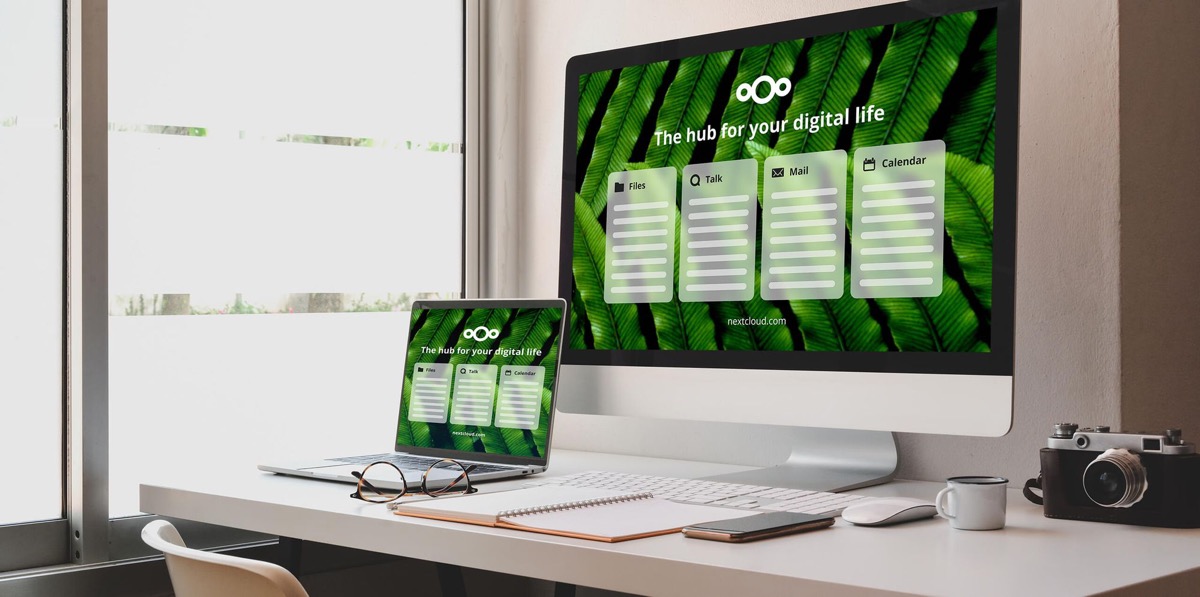 The hub for your digital life
Files
Talk
Mail
Calendar
nextcloud.com
The hub for your digital life
Files
Talk
Calendar
nextcloud.com